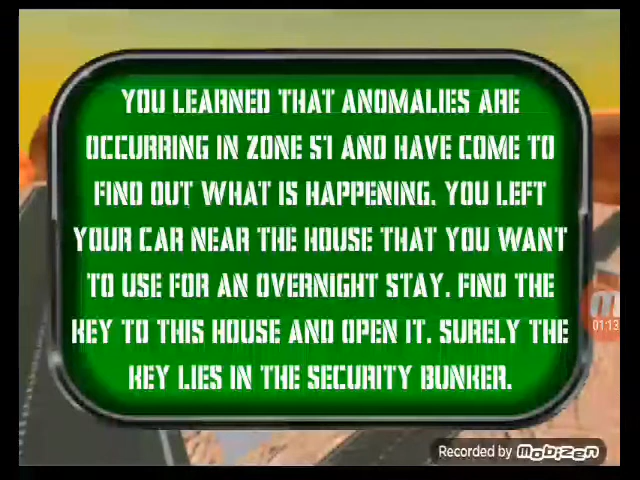 YOU LEARNED THAT ANOMALIES ARE
OCCURRING IN ZONE 51 AND HAVE COME TO
FIND OUT WHAT IS HAPPENING. YOU LEFT
YOUR CAR NEAR THE HOUSE THAT YOU WANT
TO USE FOR AN OVERNIGHT STAY. FIND THE
KEY TO THIS HOUSE AND OPEN IT. SURELY THE
KEY LIES IN THE SECURITY BUNKER.
01:13
Recorded by mobizen